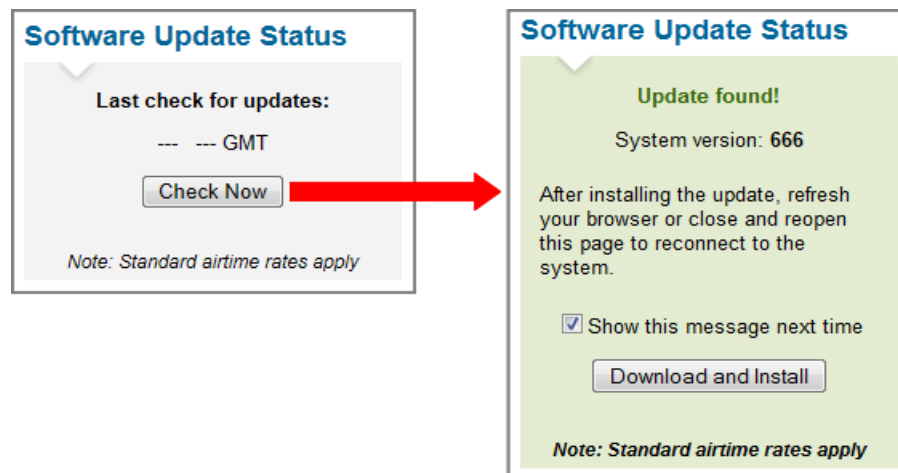 Software Update Status
Last check for updates:
--- --- GMT
Check Now
Note: Standard airtime rates apply
Software Update Status
Update found!
System version: 666
After installing the update, refresh
your browser or close and reopen
this page to reconnect to the
system.
Show this message next time
Download and Install
Note: Standard airtime rates apply